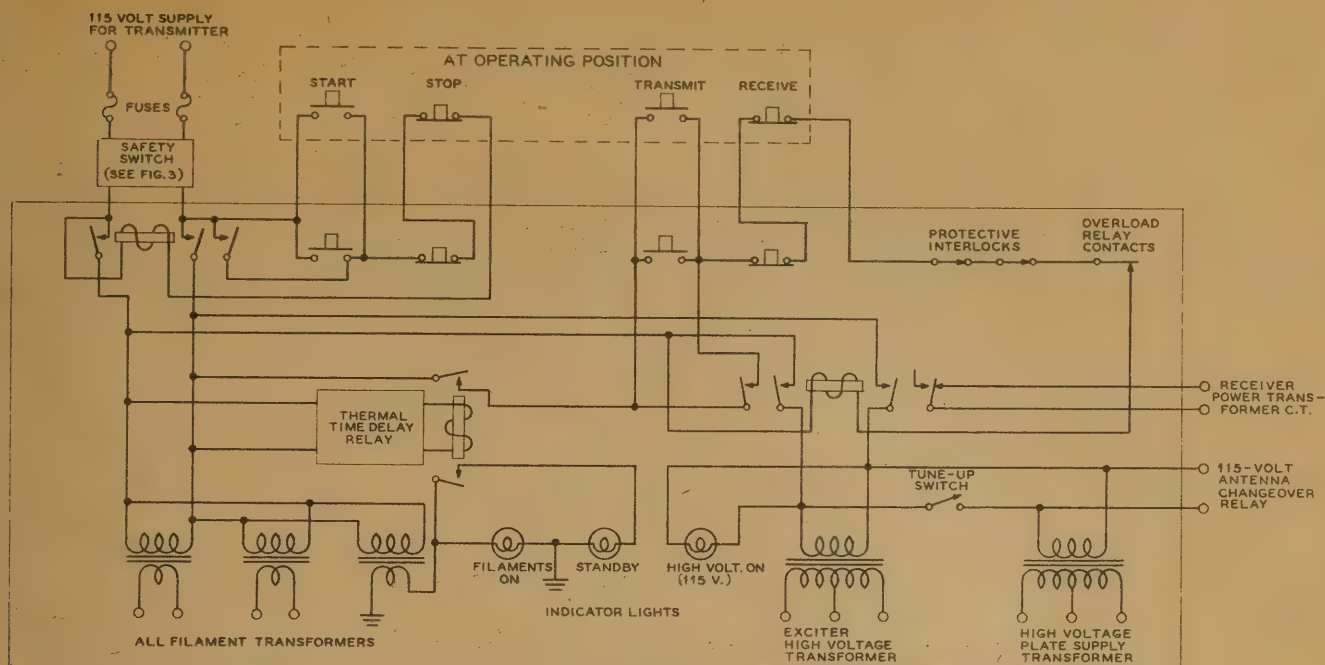 115 VOLT SUPPLY
FOR TRANSMITTER
AT OPERATING POSITION
START
STOP
TRANSMIT
RECEIVE
FUSES
SAFETY
SWITCH
(SEE FIG. 3)
PROTECTIVE
INTERLOCKS
OVERLOAD
RELAY
CONTACTS
THERMAL
TIME DELAY
RELAY
RECEIVER
POWER TRANS-
FORMER C.T.
TUNE-UP
SWITCH
115-VOLT
ANTENNA
CHANGEOVER
RELAY
FILAMENTS
ON
STANDBY
HIGH VOLT. ON
(115 V.)
INDICATOR LIGHTS
ALL FILAMENT TRANSFORMERS
EXCITER
HIGH VOLTAGE
TRANSFORMER
HIGH VOLTAGE
PLATE SUPPLY
TRANSFORMER